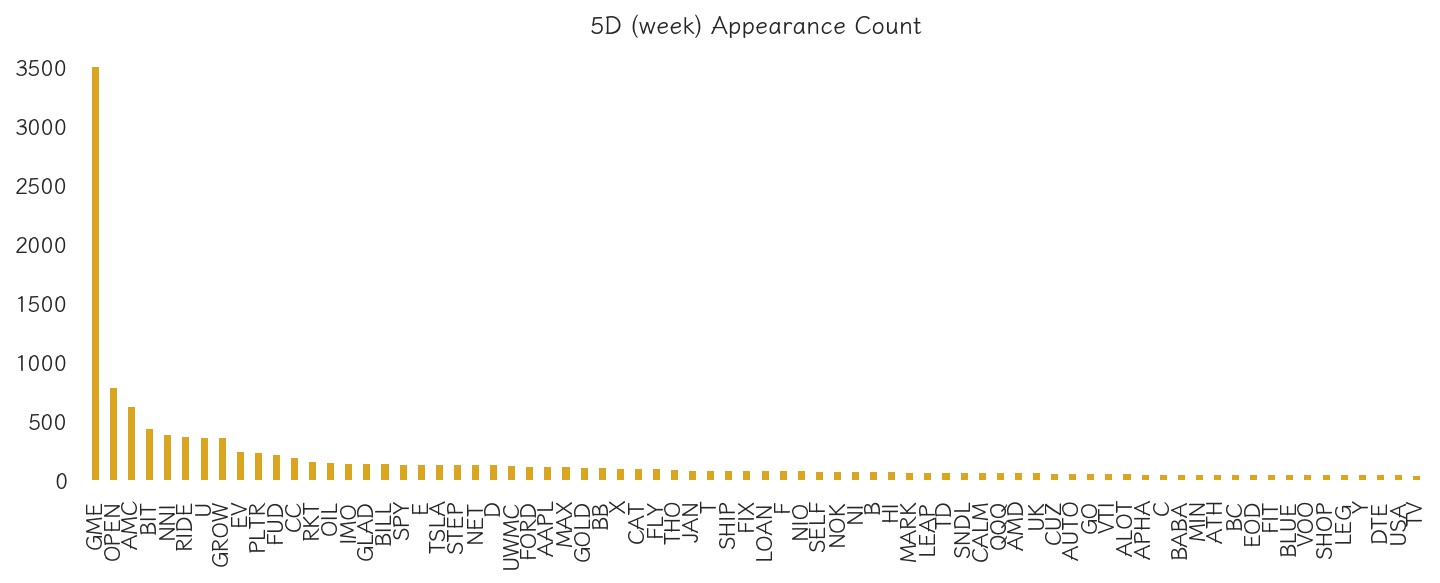 5D (week) Appearance Count
3500
3000
2500
2000
1500
1000
500
0
GME
OPEN
AMC
BIT
NNI
RIDE
U
GROW
EV
PLTR
FUD
CC
RKT
OIL
IMO
GLAD
BILL
SPY
E
TSLA
STEP
NET
D
UWMC
FORD
AAPL
MAX
GOLD
BB
X
CAT
FLY
THO
JAN
T
SHIP
FIX
LOAN
F
NIO
SELF
NOK
NI
B
HI
MARK
LEAP
TD
SNDL
CALM
QQQ
AMD
UK
CUZ
AUTO
GO
VTI
ALOT
APHA
C
BABA
MIN
ATH
BC
EOD
FIT
BLUE
VOO
SHOP
LEG
Y
DTE
USA
TV